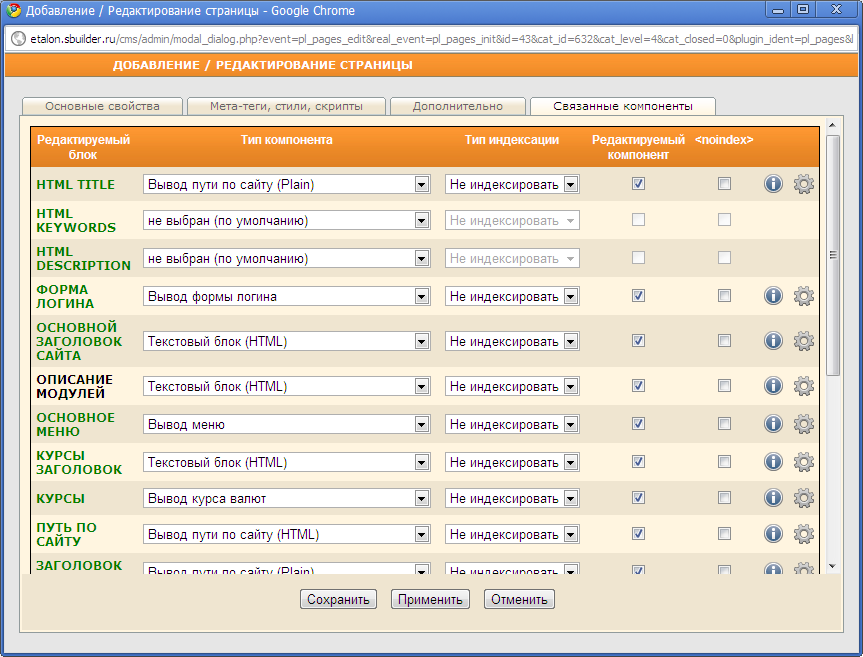 Добавление / Редактирование страницы - Google Chrome
etalon.sbuilder.ru/cms/admin/modal_dialog.php?event=pl_pages_edit&real_event=pl_pages_init&id=43&cat_id=632&cat_level=4&cat_closed=0&plugin_ident=pl_pages&
ДОБАВЛЕНИЕ / РЕДАКТИРОВАНИЕ СТРАНИЦЫ
Основные свойства Мета-теги, стили, скрипты Дополнительно Связанные компоненты
Редактируемый Тип компонента Тип индексации Редактируемый <noindex>
блок компонент
HTML TITLE Вывод пути по сайту (Plain) Не индексировать
HTML
KEYWORDS не выбран (по умолчанию) Не индексировать
HTML
DESCRIPTION не выбран (по умолчанию) Не индексировать
ФОРМА
ЛОГИНА Вывод формы логина Не индексировать
ОСНОВНОЙ
ЗАГОЛОВОК Текстовый блок (HTML) Не индексировать
САЙТА
ОПИСАНИЕ
МОДУЛЕЙ Текстовый блок (HTML) Не индексировать
ОСНОВНОЕ
МЕНЮ Вывод меню Не индексировать
КУРСЫ
ЗАГОЛОВОК Текстовый блок (HTML) Не индексировать
КУРСЫ Вывод курса валют Не индексировать
ПУТЬ ПО
САЙТУ Вывод пути по сайту (HTML) Не индексировать
ЗАГОЛОВОК Вывод пути по сайту (Plain) Не индексировать
Сохранить Применить Отменить